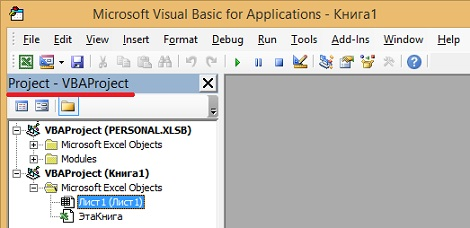 Microsoft Visual Basic for Applications - Книга1
File Edit View Insert Format Debug Run Tools Add-Ins Window H
Project - VBAProject
VBAProject (PERSONAL.XLSB)
Microsoft Excel Objects
Modules
VBAProject (Книга1)
Microsoft Excel Objects
Лист1 (Лист1)
ЭтаКнига